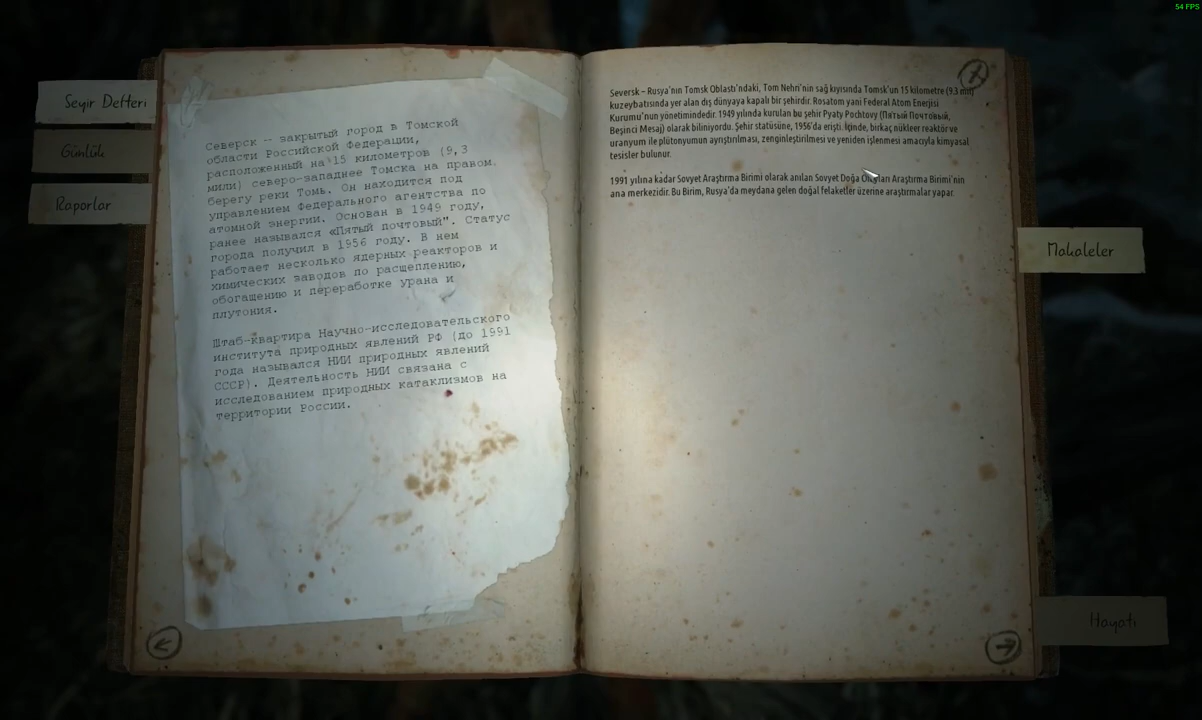 54 FPS
Seyir Defteri
Günlük
Raporlar
Северск -- закрытый город в Томской
области Российской Федерации,
расположенный на 15 километров (9,3
мили) северо-западнее Томска на правом
берегу реки Томь. Он находится под
управлением Федерального агентства по
атомной энергии. Основан в 1949 году,
ранее назывался «Пятый почтовый". Статус
города получил в 1956 году. В нем
работает несколько ядерных реакторов и
химических заводов по расщеплению,
обогащению и переработке урана и
плутония.
Штаб-квартира Научно-исследовательского
института природных явлений РФ (до 1991
года назывался НИИ природных явлений
СССР). Деятельность НИИ связана с
исследованием природных катаклизмов на
территории России.
Seversk – Rusya'nın Tomsk Oblastı'ndaki, Tom Nehri'nin sağ kıyısında Tomsk'un 15 kilometre (9.3 mil)
kuzeybatısında yer alan dış dünyaya kapalı bir şehirdir. Rosatom yani Federal Atom Enerjisi
Kurumu'nun yönetimindedir. 1949 yılında kurulan bu şehir Pyaty Pochtovy (Пятый Почтовый,
Beşinci Mesaj) olarak biliniyordu. Şehir statüsüne, 1956'da erişti. İçinde, birkaç nükleer reaktör ve
uranyum ile plütonyumun ayrıştırılması, zenginleştirilmesi ve yeniden işlenmesi amacıyla kimyasal
tesisler bulunur.
1991 yılına kadar Sovyet Araştırma Birimi olarak anılan Sovyet Doğa Araştırma Birimi'nin
ana merkezidir. Bu Birim, Rusya'da meydana gelen doğal felaketler üzerine araştırmalar yapar.
Makaleler
Hayatı